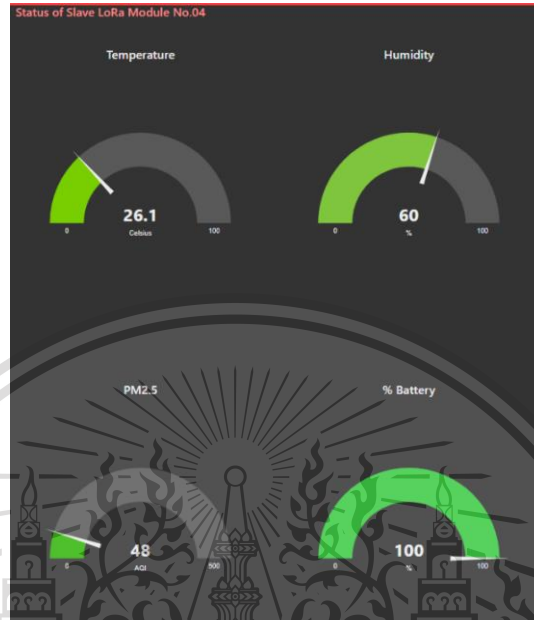 Status of Slave LoRa Module No.04
Temperature
Humidity
26.1
Celsius
0
100
60
%
0
100
PM2.5
% Battery
48
AQI
0
500
100
%
0
100